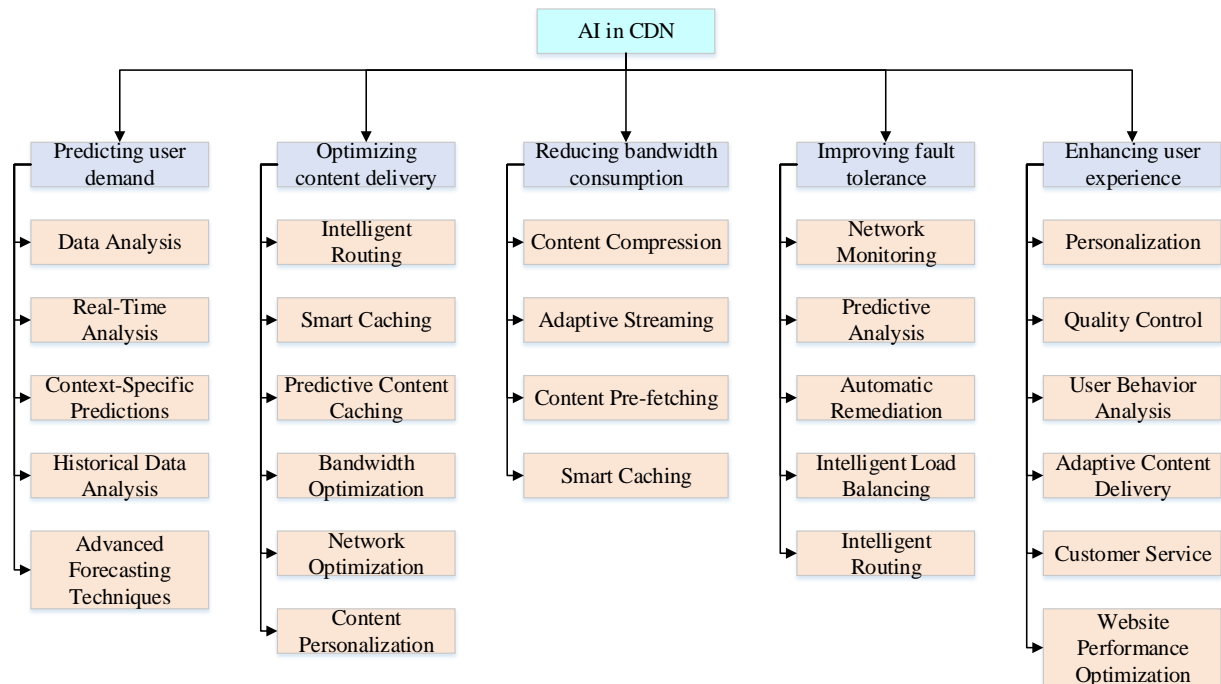 AI in CDN
Predicting user
demand
Data Analysis
Real-Time
Analysis
Context-Specific
Predictions
Historical Data
Analysis
Advanced
Forecasting
Techniques
Optimizing
content delivery
Intelligent
Routing
Smart Caching
Predictive Content
Caching
Bandwidth
Optimization
Network
Optimization
Content
Personalization
Reducing bandwidth
consumption
Content Compression
Adaptive Streaming
Content Pre-fetching
Smart Caching
Improving fault
tolerance
Network
Monitoring
Predictive
Analysis
Automatic
Remediation
Intelligent Load
Balancing
Intelligent
Routing
Enhancing user
experience
Personalization
Quality Control
User Behavior
Analysis
Adaptive Content
Delivery
Customer Service
Website
Performance
Optimization